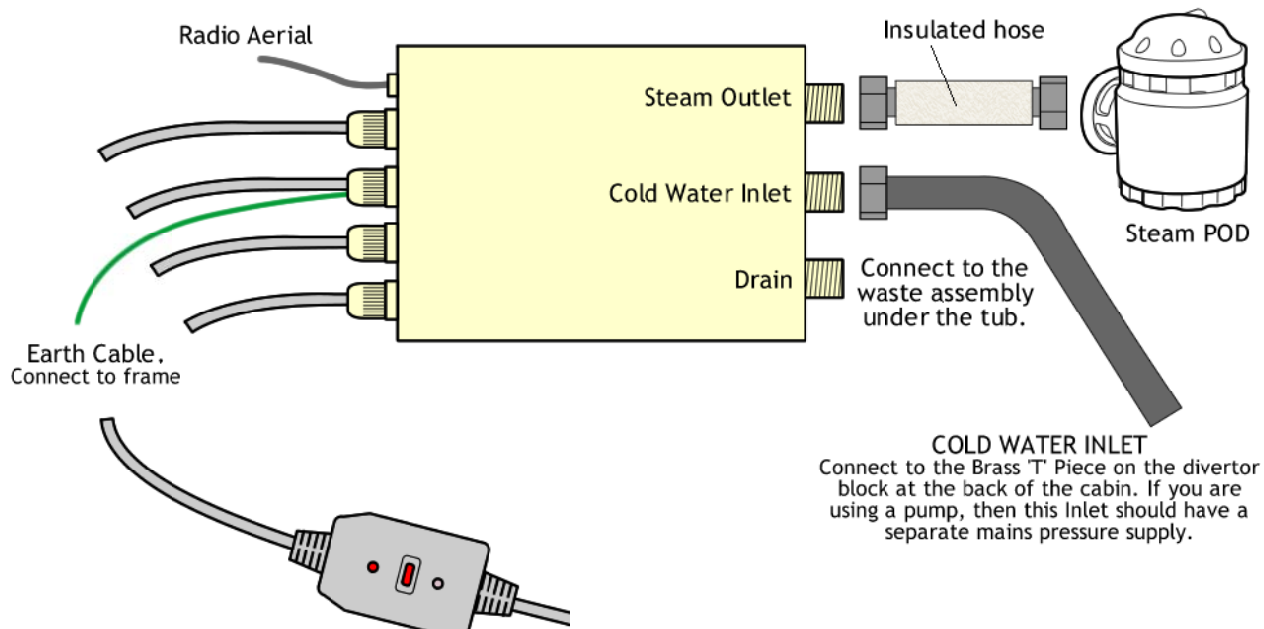 Radio Aerial
Insulated hose
Steam Outlet
Cold Water Inlet
Steam POD
Drain
Connect to the
waste assembly
under the tub.
Earth Cable.
Connect to frame
COLD WATER INLET
Connect to the Brass 'T' Piece on the divertor
block at the back of the cabin. If you are
using a pump, then this Inlet should have a
separate mains pressure supply.